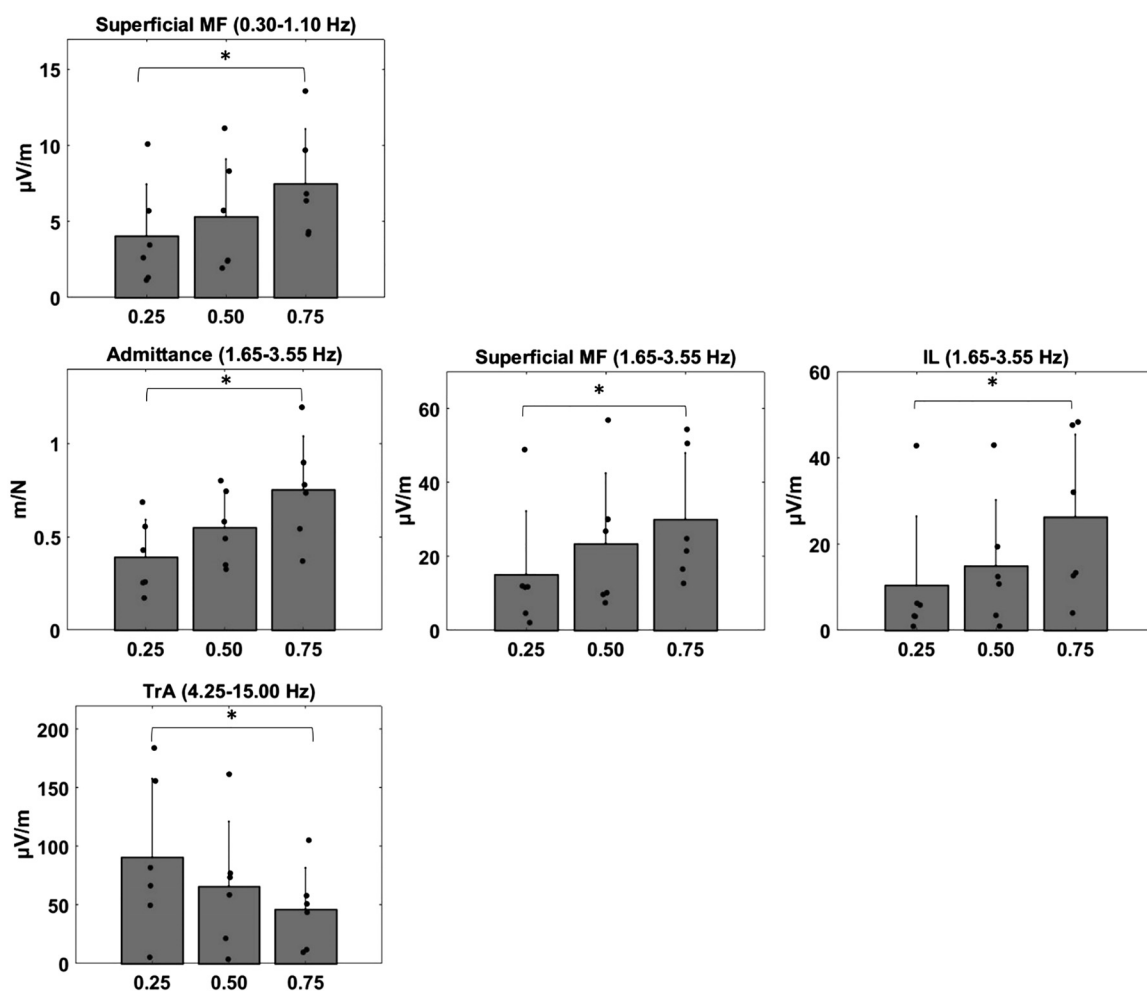 Superficial MF (0.30-1.10 Hz)
*
15
10
5
0
µV/m
0.25 0.50 0.75
Admittance (1.65-3.55 Hz)
*
1
0.5
0
m/N
0.25 0.50 0.75
Superficial MF (1.65-3.55 Hz)
*
60
40
20
0
µV/m
0.25 0.50 0.75
IL (1.65-3.55 Hz)
*
60
40
20
0
µV/m
0.25 0.50 0.75
TrA (4.25-15.00 Hz)
*
200
150
100
50
0
µV/m
0.25 0.50 0.75